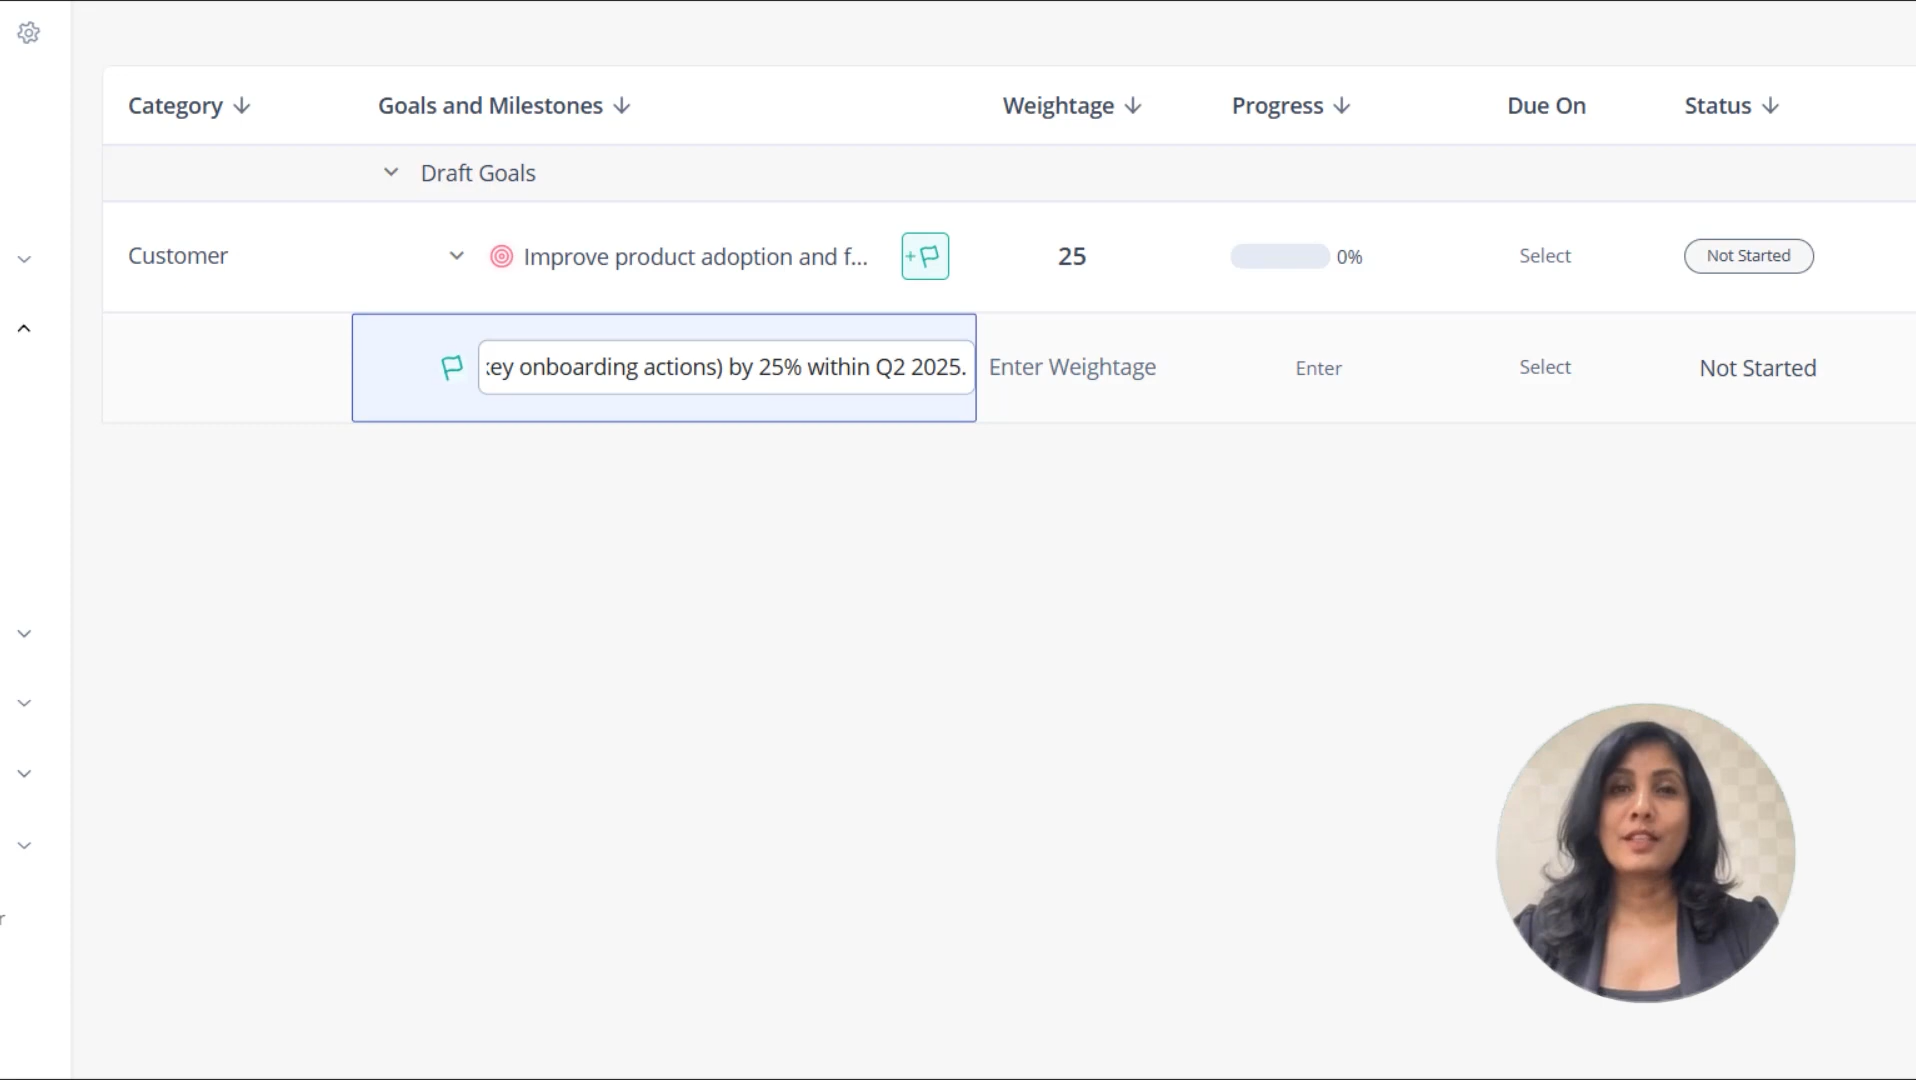 Category Goals and Milestones Weightage Progress Due On Status
Draft Goals
Customer Improve product adoption and f... + 25 0% Select Not Started
key onboarding actions) by 25% within Q2 2025. Enter Weightage Enter Select Not Started
r